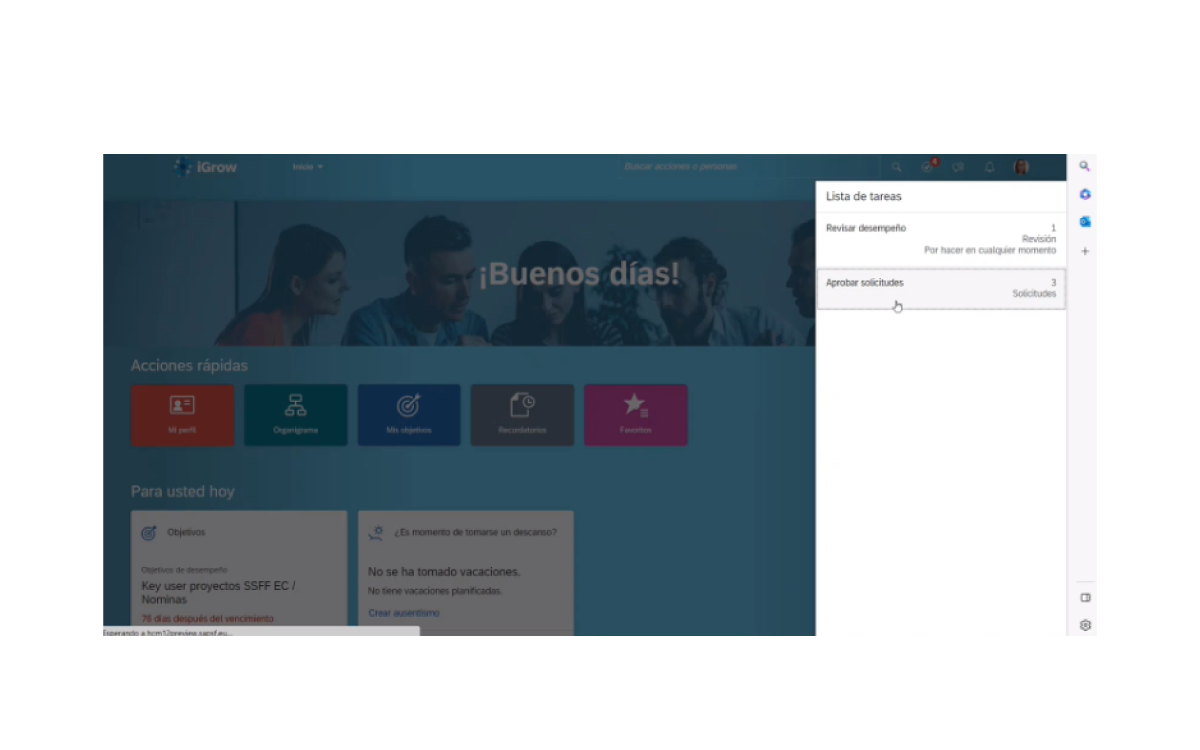 iGrow
Inicio
Buscar acciones o personas
4
Lista de tareas
Revisar desempeño
1
Revisión
Por hacer en cualquier momento
Aprobar solicitudes
3
Solicitudes
¡Buenos días!
Acciones rápidas
Mi perfil
Organigrama
Mis objetivos
Recordatorios
Favoritos
Para usted hoy
Objetivos
Objetivos de desempeño
Key user proyectos SSFF EC /
Nominas
76 días después del vencimiento
¿Es momento de tomarse un descanso?
No se ha tomado vacaciones.
No tiene vacaciones planificadas.
Crear ausentismo
Esperando a hcm12preview.sapsf.eu...